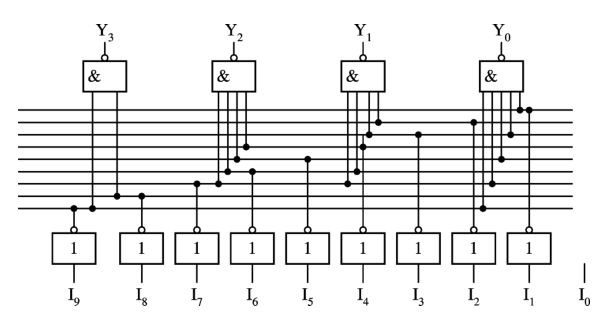 Y₃ Y₂ Y₁ Y₀
& & & &
1 1 1 1 1 1 1 1 1
I₉ I₈ I₇ I₆ I₅ I₄ I₃ I₂ I₁ I₀